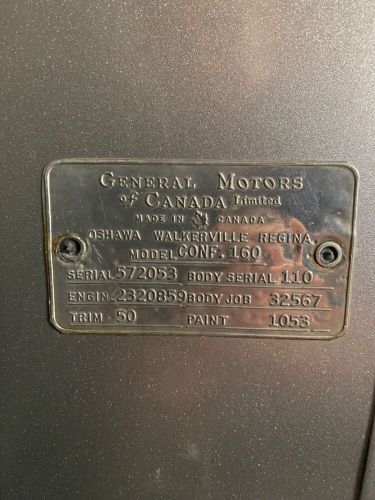 GENERAL MOTORS
of CANADA Limited
MADE IN CANADA
OSHAWA WALKERVILLE REGINA
MODEL CONF. 160
SERIAL 572053 BODY SERIAL 110
ENGIN. 2320859 BODY JOB 32567
TRIM 50 PAINT 1053